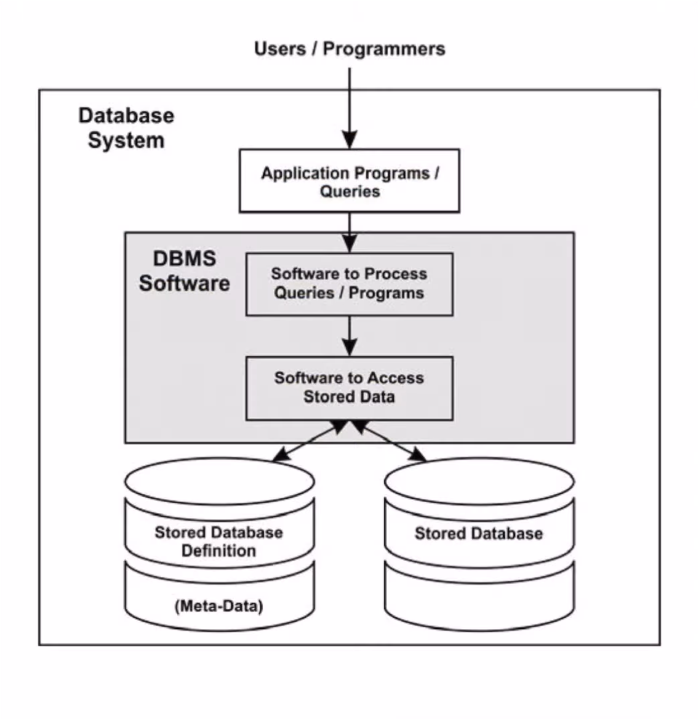 Users / Programmers
Database
System
Application Programs /
Queries
DBMS
Software
Software to Process
Queries / Programs
Software to Access
Stored Data
Stored Database
Definition
(Meta-Data)
Stored Database